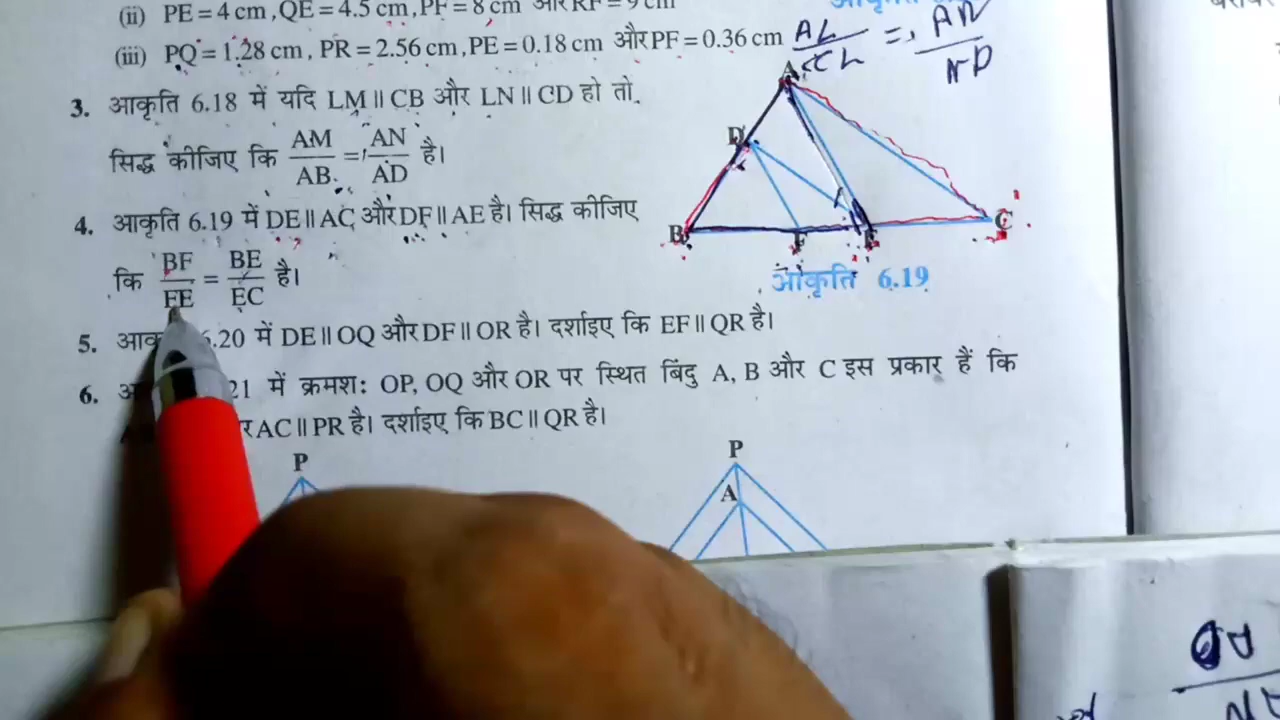 (ii) PE = 4 cm, QE = 4.5 cm, PF = 8 cm और RF = 9 cm
(iii) PQ = 1.28 cm, PR = 2.56 cm, PE = 0.18 cm और PF = 0.36 cm
AL = AN
CL ND
3. आकृति 6.18 में यदि LM || CB और LN || CD हो तो
सिद्ध कीजिए कि AM/AB = AN/AD है।
4. आकृति 6.19 में DE || AC और DF || AE है। सिद्ध कीजिए
कि BF/FE = BE/EC है।
A
D
B F E C
आकृति 6.19
5. 6.20 में DE || OQ और DF || OR है। दर्शाइए कि EF || QR है।
6. 21 में क्रमश: OP, OQ और OR पर स्थित बिंदु A, B और C इस प्रकार हैं कि
AC || PR है। दर्शाइए कि BC || QR है।
P P
A